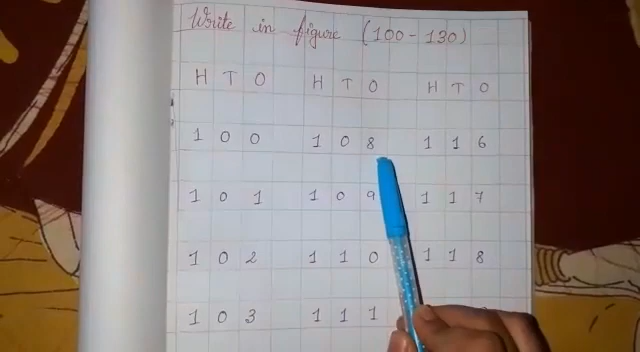 Write in figure (100-130)
H T O H T O H T O
1 0 0 1 0 8 1 1 6
1 0 1 1 0 9 1 1 7
1 0 2 1 1 0 1 1 8
1 0 3 1 1 1